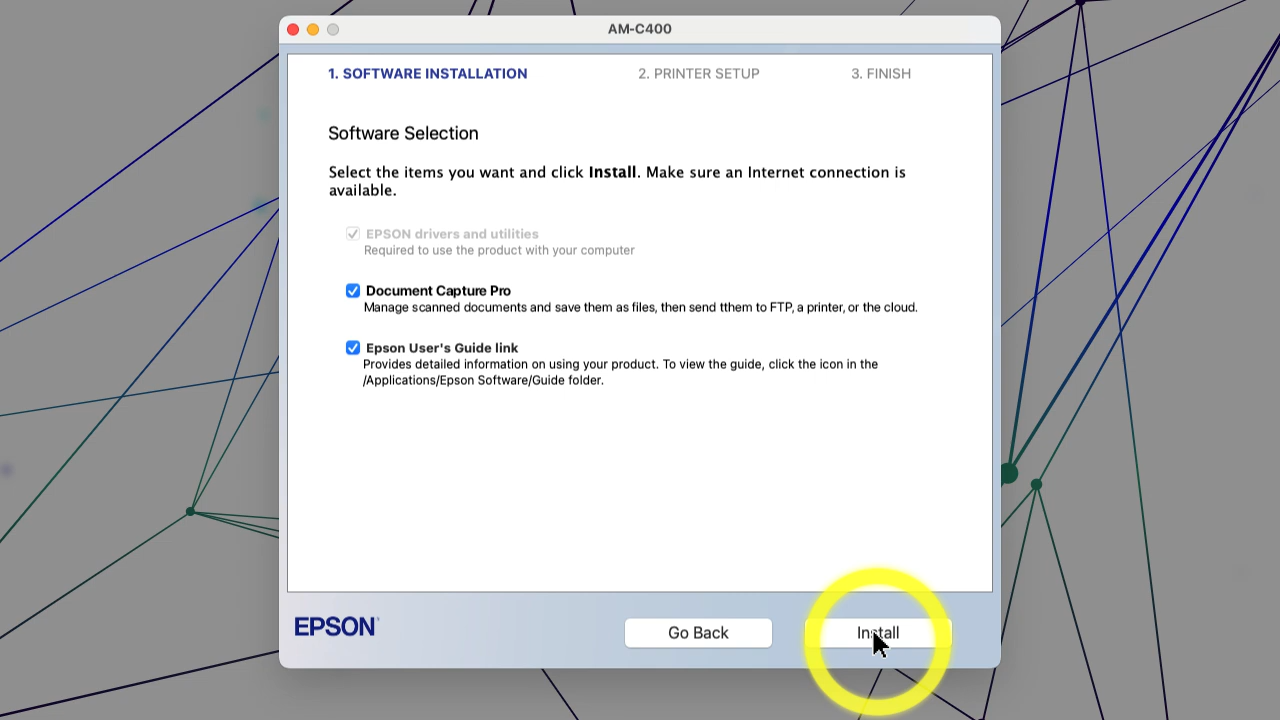 AM-C400
1. SOFTWARE INSTALLATION
2. PRINTER SETUP
3. FINISH
Software Selection
Select the items you want and click Install. Make sure an Internet connection is
available.
EPSON drivers and utilities
Required to use the product with your computer
Document Capture Pro
Manage scanned documents and save them as files, then send tthem to FTP, a printer, or the cloud.
Epson User's Guide link
Provides detailed information on using your product. To view the guide, click the icon in the
/Applications/Epson Software/Guide folder.
EPSON
Go Back
Install